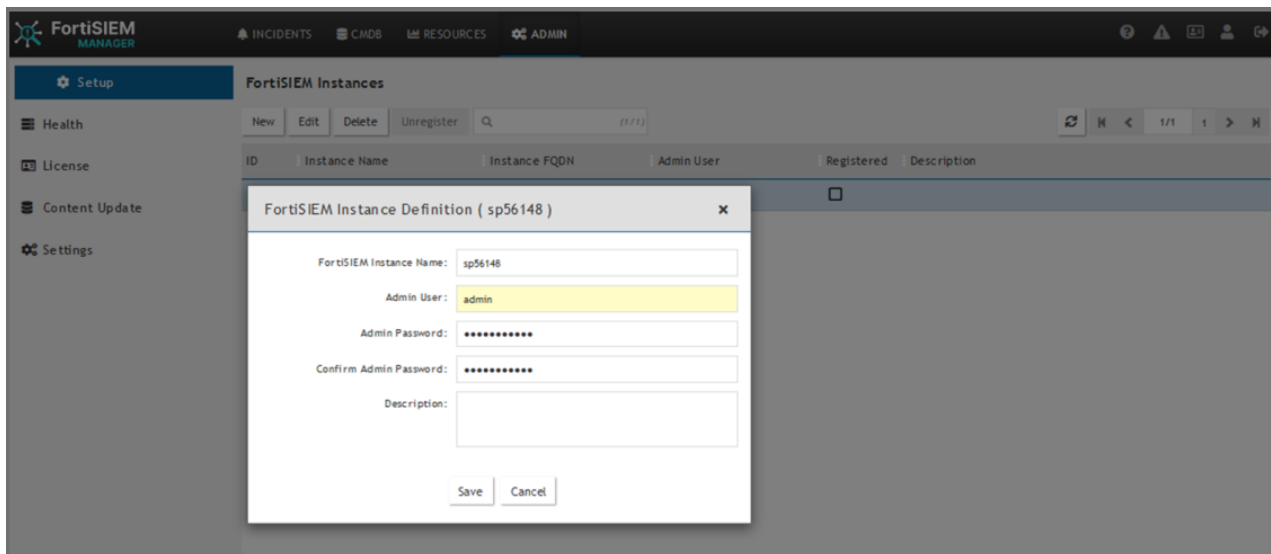 FortiSIEM
MANAGER
INCIDENTS CMDB RESOURCES ADMIN
Setup
Health
License
Content Update
Settings
FortiSIEM Instances
New Edit Delete Unregister (1/1) 1/1 1
ID Instance Name Instance FQDN Admin User Registered Description
FortiSIEM Instance Definition ( sp56148 )
FortiSIEM Instance Name: sp56148
Admin User: admin
Admin Password: •••••••••••
Confirm Admin Password: •••••••••••
Description:
Save Cancel